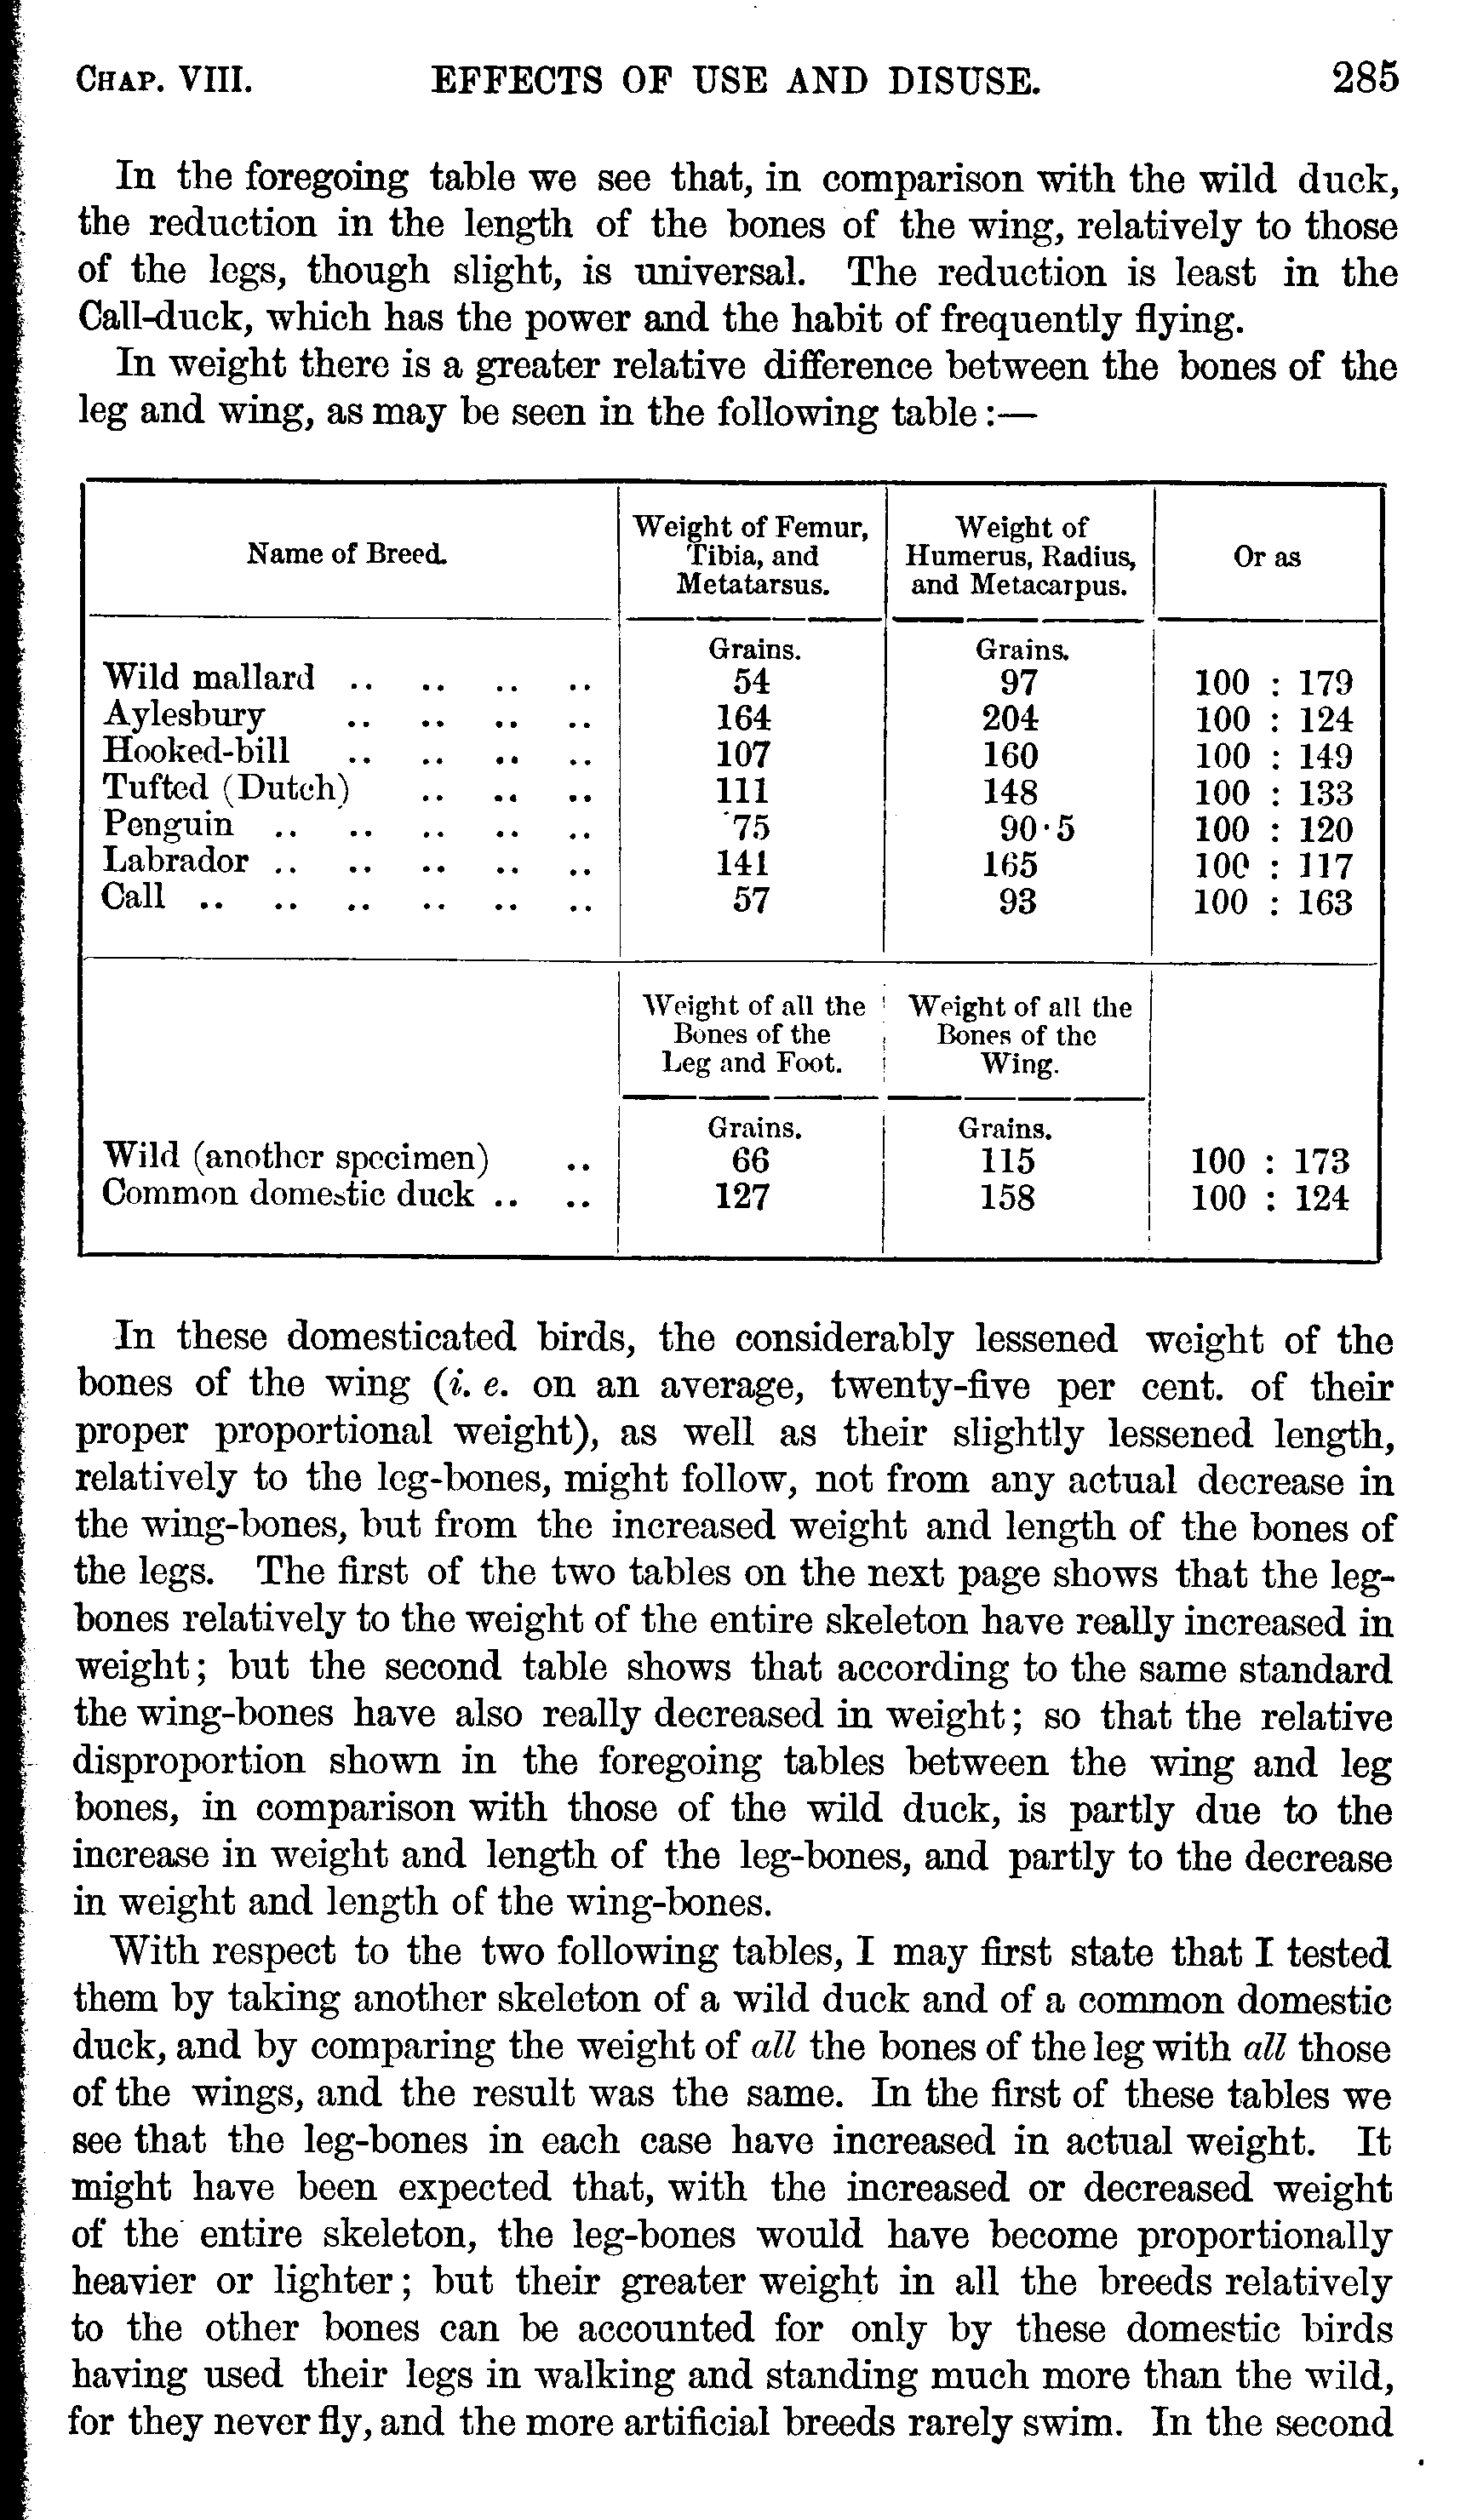 CHAP. VIII. EFFECTS OF USE AND DISUSE. 285
In the foregoing table we see that, in comparison with the wild duck,
the reduction in the length of the bones of the wing, relatively to those
of the legs, though slight, is universal. The reduction is least in the
Call-duck, which has the power and the habit of frequently flying.
In weight there is a greater relative difference between the bones of the
leg and wing, as may be seen in the following table :—
Name of Breed. | Weight of Femur, Tibia, and Metatarsus. | Weight of Humerus, Radius, and Metacarpus. | Or as
Grains. Grains.
Wild mallard .. .. .. .. 54 97 100 : 179
Aylesbury .. .. .. .. 164 204 100 : 124
Hooked-bill .. .. .. .. 107 160 100 : 149
Tufted (Dutch) .. .. .. 111 148 100 : 133
Penguin .. .. .. .. .. 75 90·5 100 : 120
Labrador .. .. .. .. .. 141 165 100 : 117
Call .. .. .. .. .. .. 57 93 100 : 163
Weight of all the Bones of the Leg and Foot. | Weight of all the Bones of the Wing.
Grains. Grains.
Wild (another specimen) .. 66 115 100 : 173
Common domestic duck .. .. 127 158 100 : 124
In these domesticated birds, the considerably lessened weight of the
bones of the wing (i. e. on an average, twenty-five per cent. of their
proper proportional weight), as well as their slightly lessened length,
relatively to the leg-bones, might follow, not from any actual decrease in
the wing-bones, but from the increased weight and length of the bones of
the legs. The first of the two tables on the next page shows that the leg-
bones relatively to the weight of the entire skeleton have really increased in
weight; but the second table shows that according to the same standard
the wing-bones have also really decreased in weight; so that the relative
disproportion shown in the foregoing tables between the wing and leg
bones, in comparison with those of the wild duck, is partly due to the
increase in weight and length of the leg-bones, and partly to the decrease
in weight and length of the wing-bones.
With respect to the two following tables, I may first state that I tested
them by taking another skeleton of a wild duck and of a common domestic
duck, and by comparing the weight of all the bones of the leg with all those
of the wings, and the result was the same. In the first of these tables we
see that the leg-bones in each case have increased in actual weight. It
might have been expected that, with the increased or decreased weight
of the entire skeleton, the leg-bones would have become proportionally
heavier or lighter; but their greater weight in all the breeds relatively
to the other bones can be accounted for only by these domestic birds
having used their legs in walking and standing much more than the wild,
for they never fly, and the more artificial breeds rarely swim. In the second